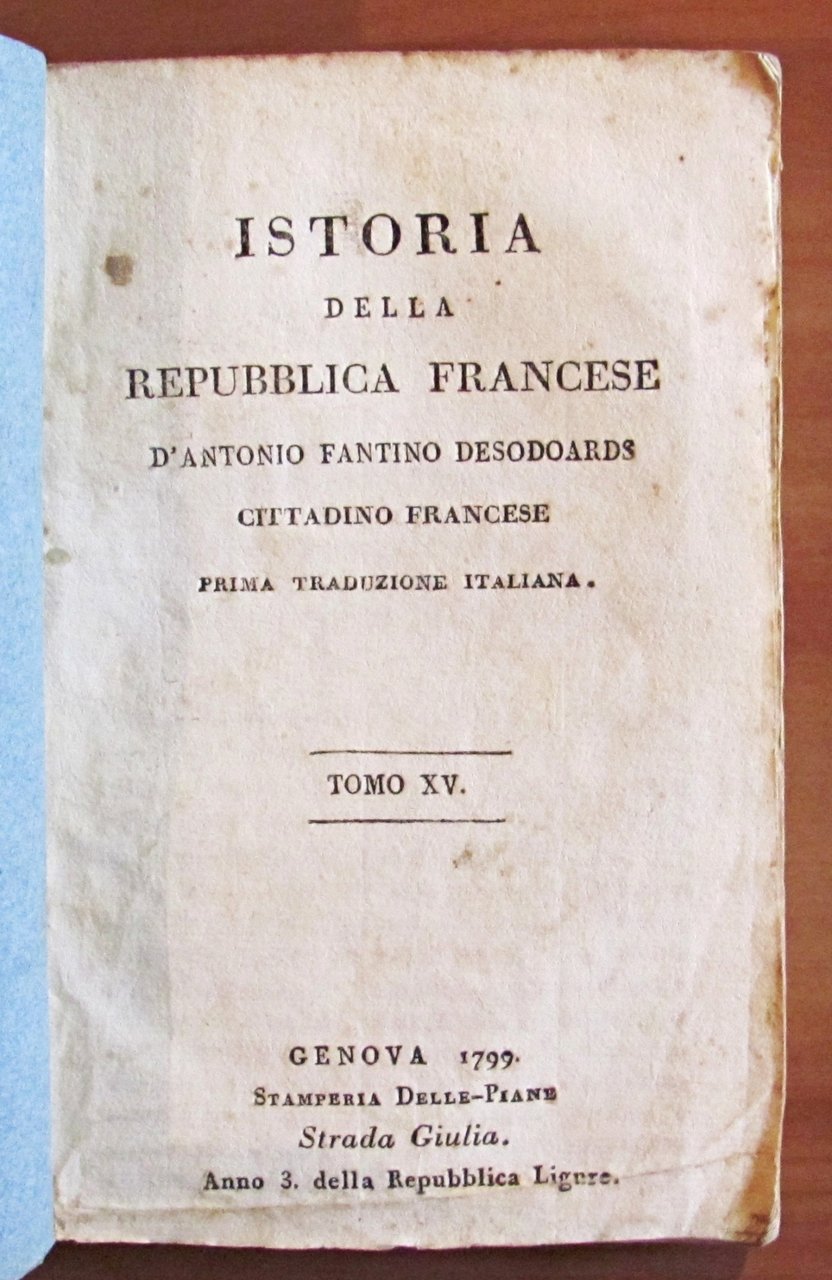 ISTORIA
DELLA
REPUBBLICA FRANCESE
D'ANTONIO FANTINO DESODOARDS
CITTADINO FRANCESE
PRIMA TRADUZIONE ITALIANA.
TOMO XV.
GENOVA 1799.
STAMPERIA DELLE-PIANE
Strada Giulia.
Anno 3. della Repubblica Ligure.